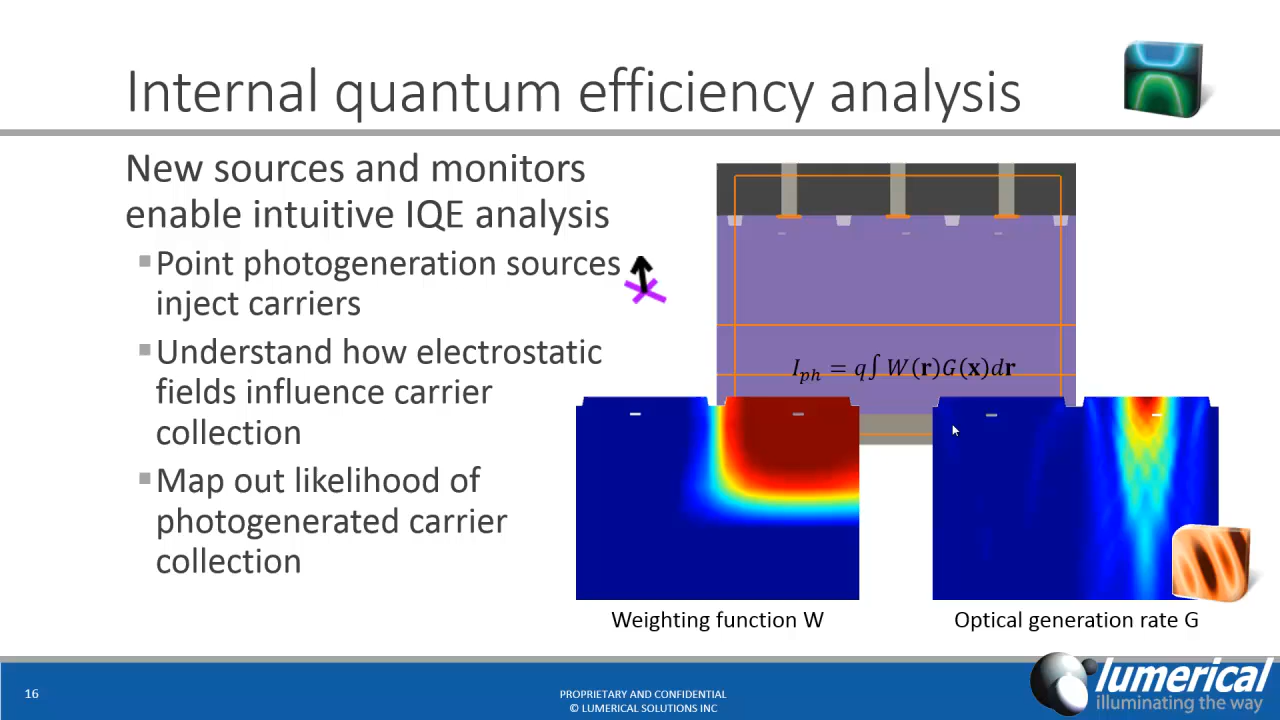 Internal quantum efficiency analysis
New sources and monitors
enable intuitive IQE analysis
▪Point photogeneration sources
inject carriers
▪Understand how electrostatic
fields influence carrier
collection
▪Map out likelihood of
photogenerated carrier
collection
I_ph = q∫ W(r)G(x)dr
Weighting function W
Optical generation rate G
16
PROPRIETARY AND CONFIDENTIAL
© LUMERICAL SOLUTIONS INC
lumerical
illuminating the way